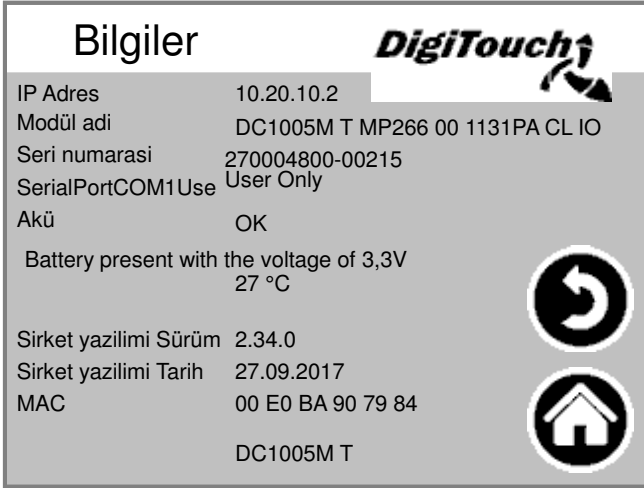 Bilgiler
DigiTouch
IP Adres 10.20.10.2
Modül adi DC1005M T MP266 00 1131PA CL IO
Seri numarasi 270004800-00215
SerialPortCOM1Use User Only
Akü OK
Battery present with the voltage of 3,3V
27 °C
Sirket yazilimi Sürüm 2.34.0
Sirket yazilimi Tarih 27.09.2017
MAC 00 E0 BA 90 79 84
DC1005M T